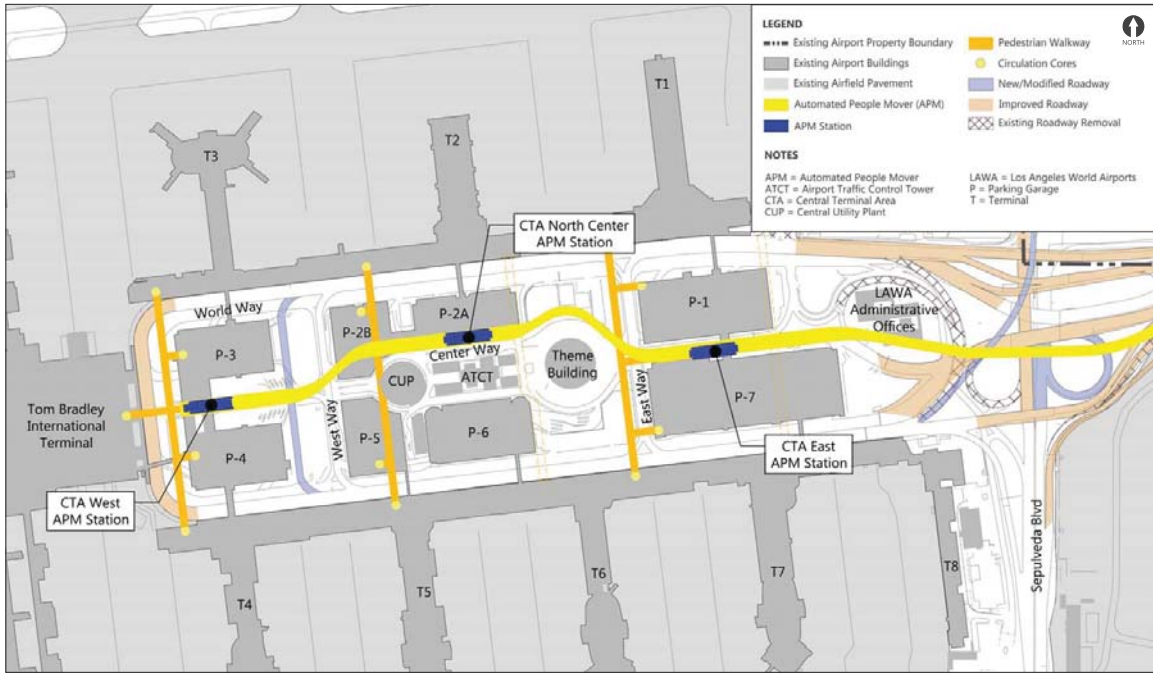 LEGEND
Existing Airport Property Boundary
Existing Airport Buildings
Existing Airfield Pavement
Automated People Mover (APM)
APM Station
Pedestrian Walkway
Circulation Cores
New/Modified Roadway
Improved Roadway
Existing Roadway Removal
NORTH
NOTES
APM = Automated People Mover
ATCT = Airport Traffic Control Tower
CTA = Central Terminal Area
CUP = Central Utility Plant
LAWA = Los Angeles World Airports
P = Parking Garage
T = Terminal
T1
T2
T3
CTA North Center
APM Station
World Way
P-3
P-2B
P-2A
P-1
LAWA
Administrative
Offices
Center Way
CUP
ATCT
Theme
Building
Tom Bradley
International
Terminal
West Way
East Way
P-4
P-5
P-6
P-7
CTA West
APM Station
CTA East
APM Station
Sepulveda Blvd
T4
T5
T6
T7
T8